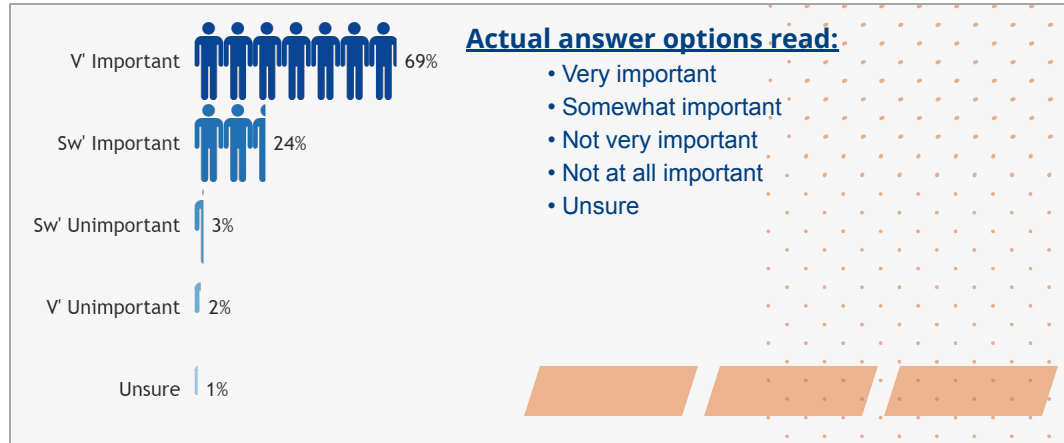 V' Important 69%
Sw' Important 24%
Sw' Unimportant 3%
V' Unimportant 2%
Unsure 1%
Actual answer options read:
• Very important
• Somewhat important
• Not very important
• Not at all important
• Unsure